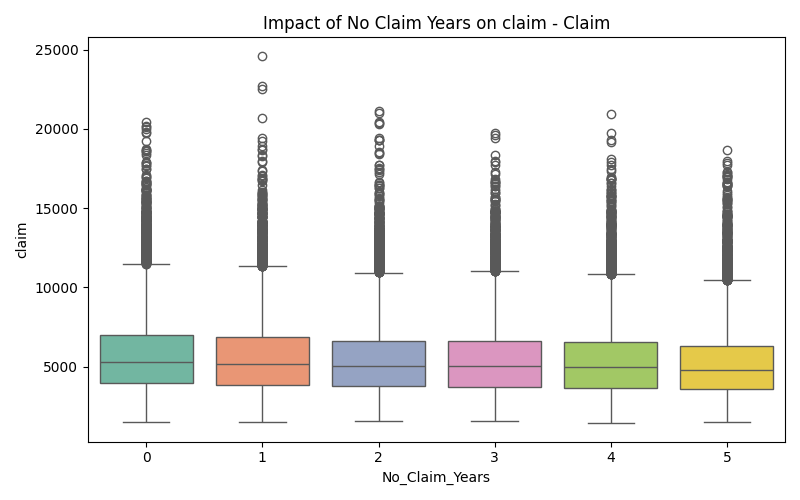 Impact of No Claim Years on claim - Claim
25000
20000
15000
10000
5000
claim
0 1 2 3 4 5
No_Claim_Years